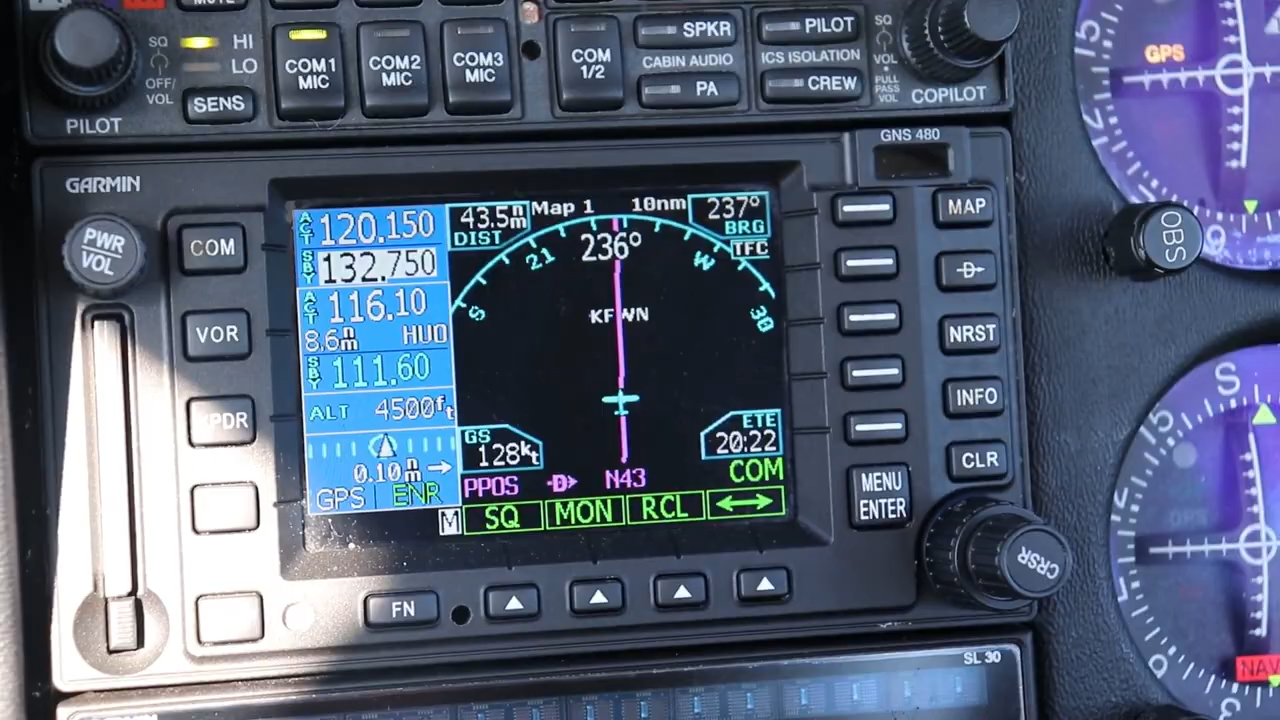 SQ
OFF/
VOL
PILOT
HI
LO
SENS
COM1
MIC
COM2
MIC
COM3
MIC
COM
1/2
SPKR
CABIN AUDIO
PA
PILOT
ICS ISOLATION
CREW
SQ
VOL
PULL
PASS
VOL
COPILOT
GARMIN
GNS 480
PWR
VOL
COM
VOR
XPDR
ACT 120.150
SBY 132.750
ACT 116.10
8.6nm HUO
SBY 111.60
ALT 4500ft
0.10nm
GPS ENR
43.5nm
DIST
Map 1 10nm
237°
BRG
TFC
236°
S 21 W 30
GS
128kt
ETE
20:22
PPOS D N43
COM
M SQ MON RCL
MAP
D
NRST
INFO
CLR
MENU
ENTER
CRSR
FN
GARMIN
SL 30
GPS
15
12
OBS
S
15
NAV